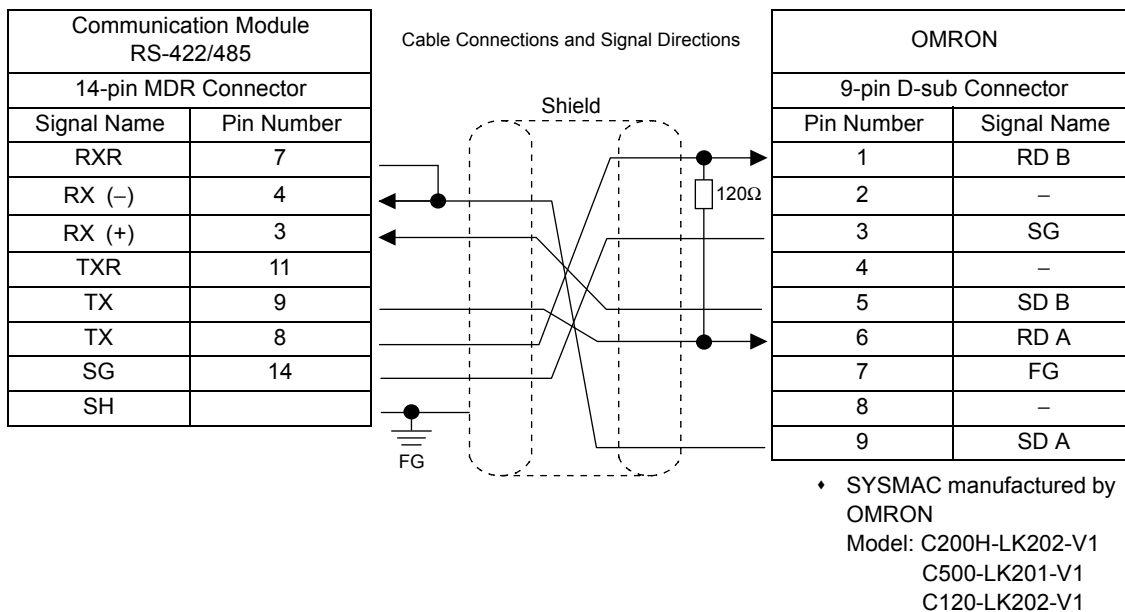 Communication Module
RS-422/485
14-pin MDR Connector
Signal Name Pin Number
RXR 7
RX (−) 4
RX (+) 3
TXR 11
TX 9
TX 8
SG 14
SH
Cable Connections and Signal Directions
Shield
120Ω
FG
OMRON
9-pin D-sub Connector
Pin Number Signal Name
1 RD B
2 −
3 SG
4 −
5 SD B
6 RD A
7 FG
8 −
9 SD A
♦ SYSMAC manufactured by
OMRON
Model: C200H-LK202-V1
C500-LK201-V1
C120-LK202-V1